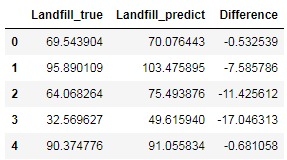 Landfill_true Landfill_predict Difference
0 69.543904 70.076443 -0.532539
1 95.890109 103.475895 -7.585786
2 64.068264 75.493876 -11.425612
3 32.569627 49.615940 -17.046313
4 90.374776 91.055834 -0.681058